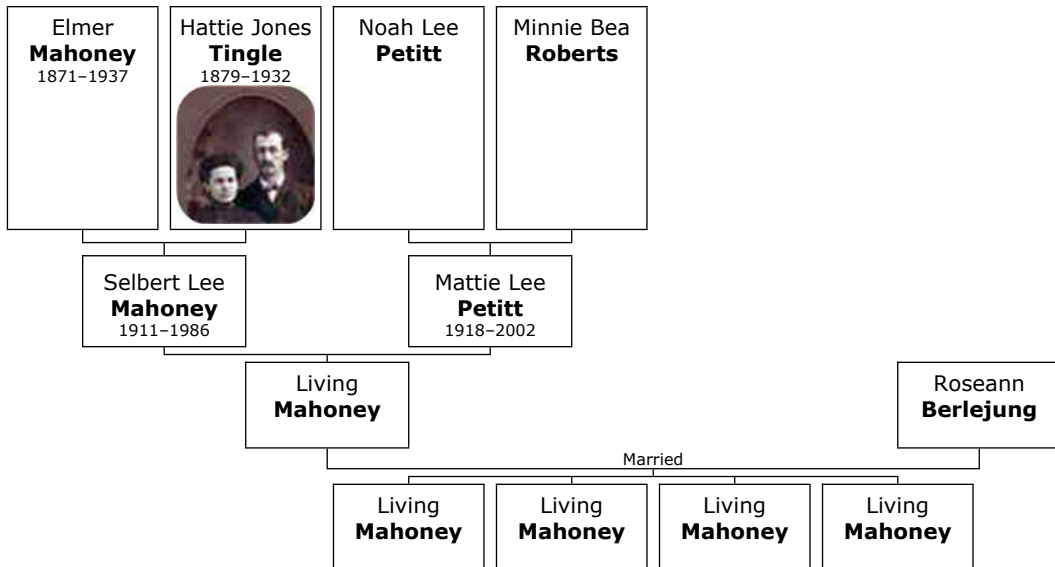 Elmer
Mahoney
1871–1937
Hattie Jones
Tingle
1879–1932
Noah Lee
Petitt
Minnie Bea
Roberts
Selbert Lee
Mahoney
1911–1986
Mattie Lee
Petitt
1918–2002
Living
Mahoney
Roseann
Berlejung
Married
Living
Mahoney
Living
Mahoney
Living
Mahoney
Living
Mahoney